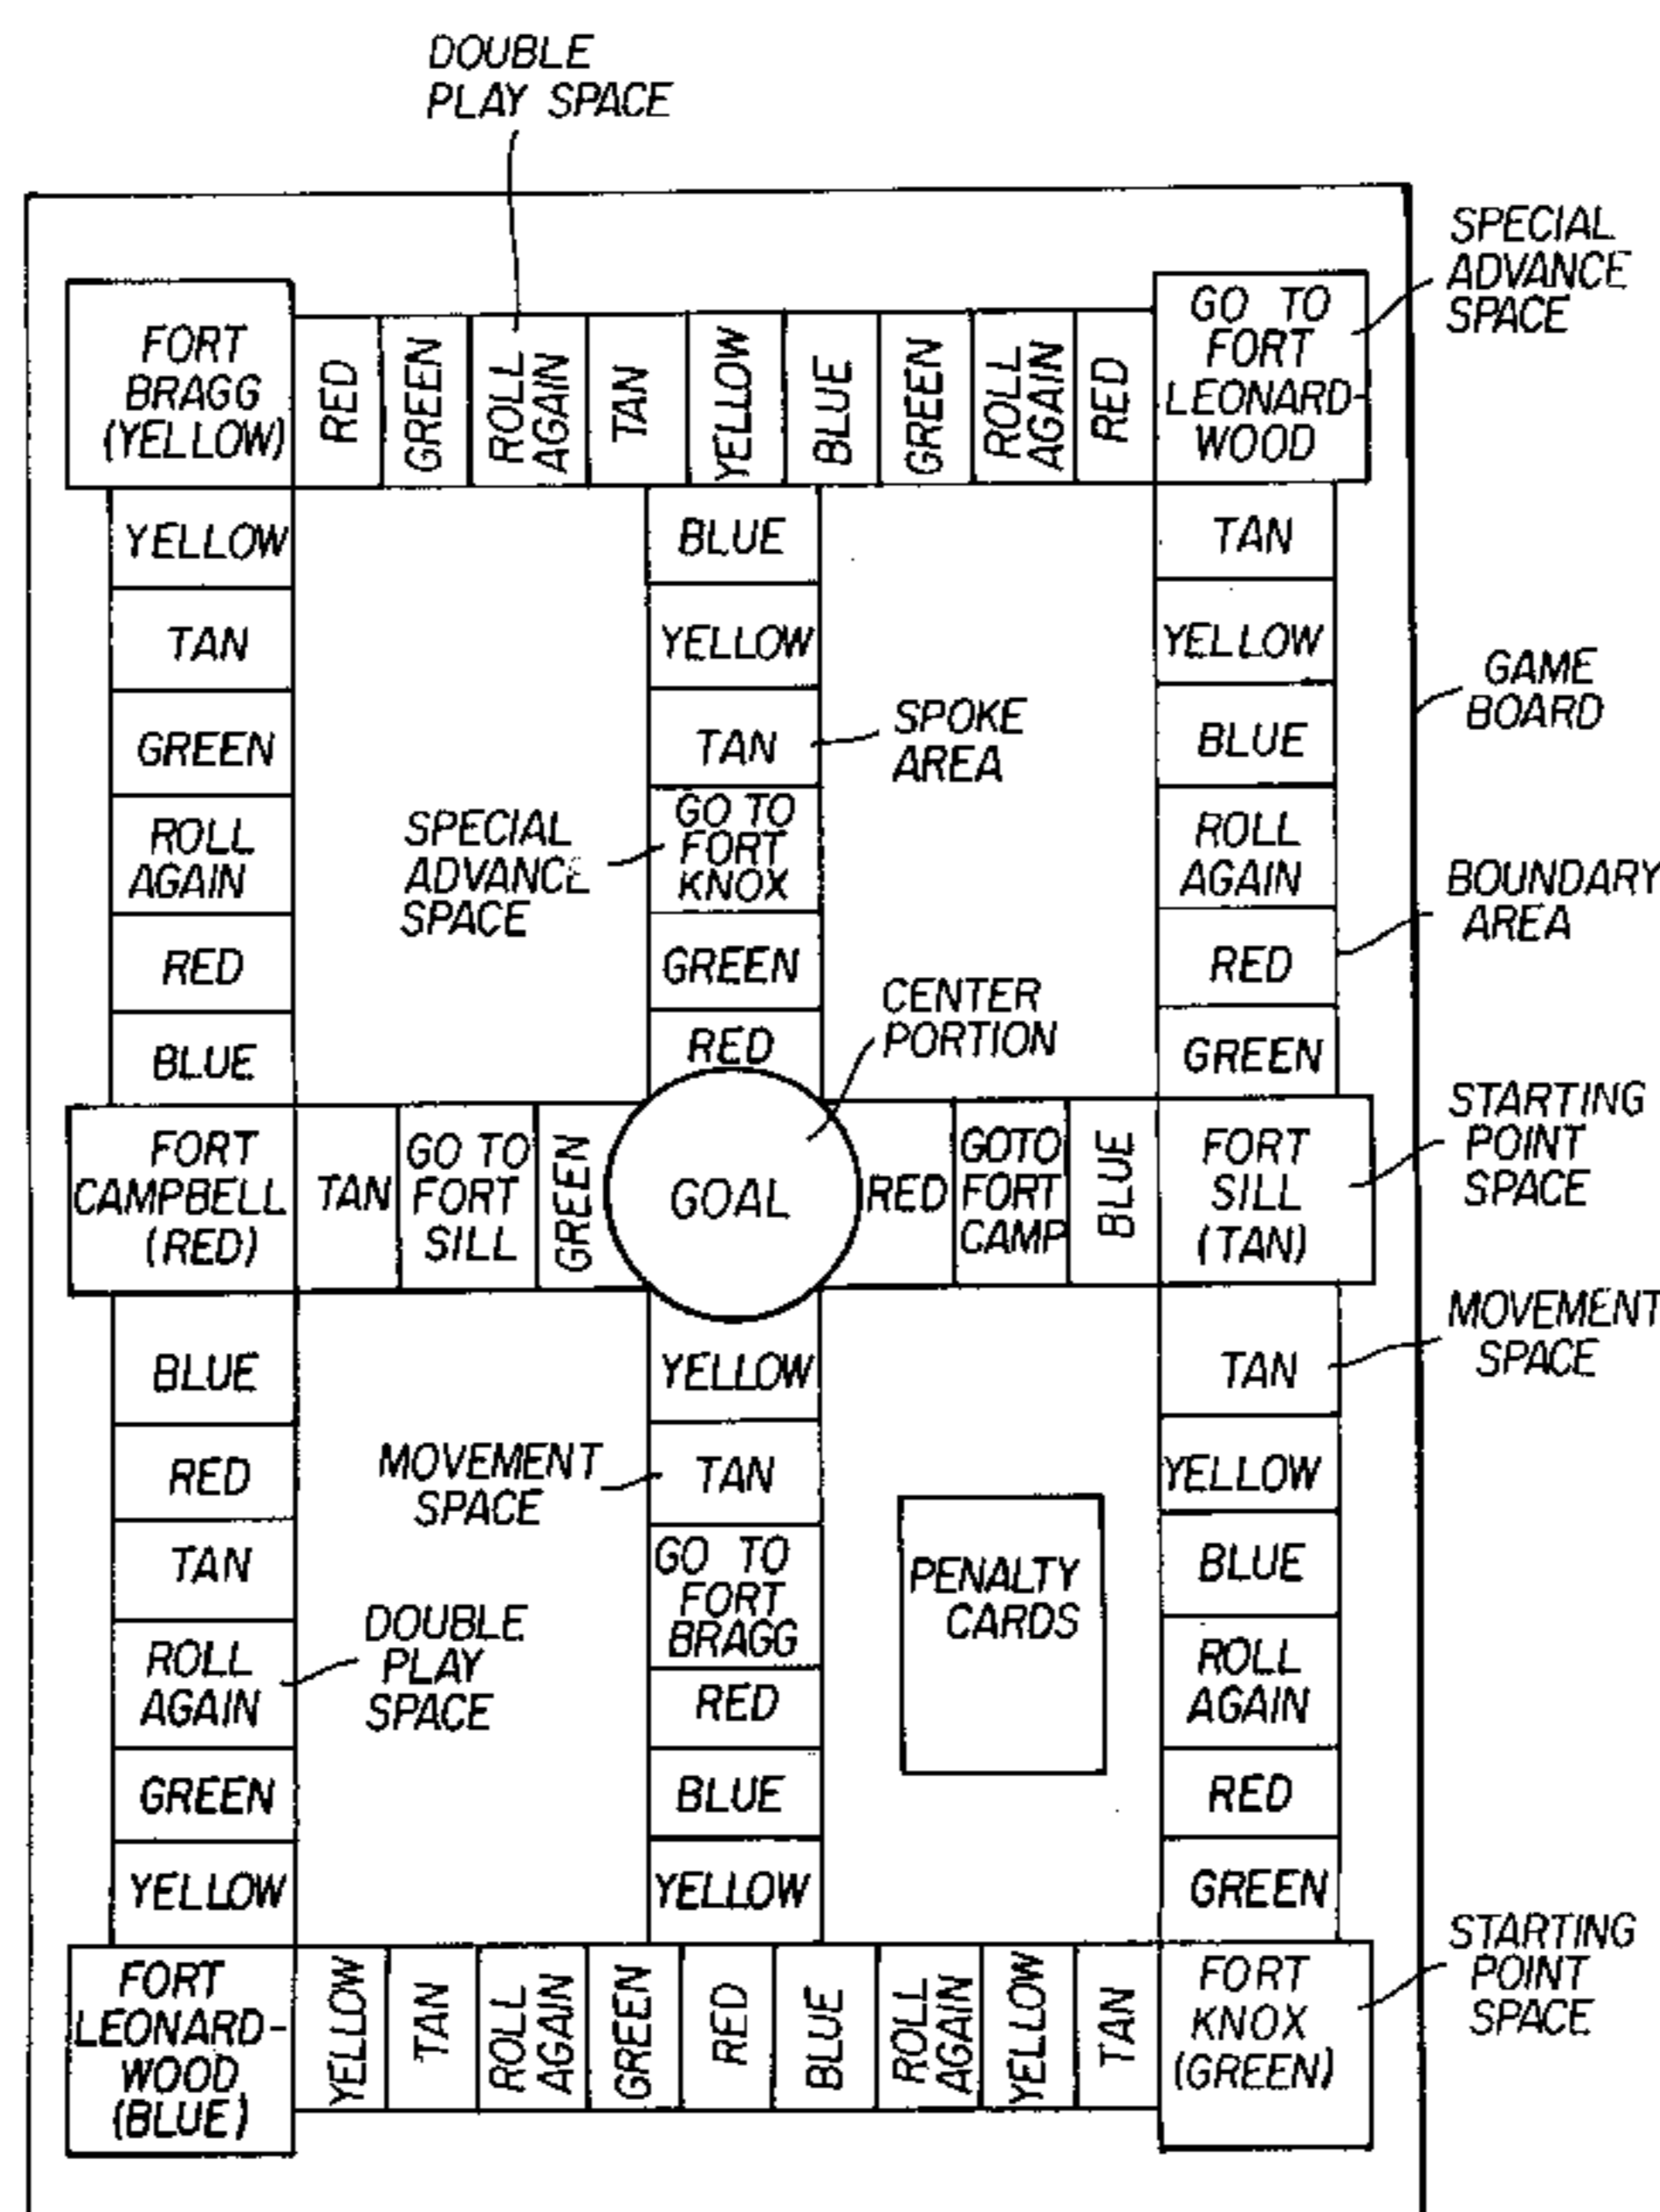 DOUBLE
PLAY SPACE
SPECIAL
ADVANCE
SPACE
FORT
BRAGG
(YELLOW)
RED
GREEN
ROLL
AGAIN
TAN
YELLOW
BLUE
GREEN
ROLL
AGAIN
RED
GO TO
FORT
LEONARD-
WOOD
YELLOW
TAN
GREEN
ROLL
AGAIN
RED
BLUE
BLUE
YELLOW
TAN
GO TO
FORT
KNOX
GREEN
RED
SPOKE
AREA
SPECIAL
ADVANCE
SPACE
CENTER
PORTION
TAN
YELLOW
BLUE
ROLL
AGAIN
RED
GREEN
GAME
BOARD
BOUNDARY
AREA
STARTING
POINT
SPACE
FORT
CAMPBELL
(RED)
TAN
GO TO
FORT
SILL
GREEN
GOAL
RED
GOTO
FORT
CAMP
BLUE
FORT
SILL
(TAN)
MOVEMENT
SPACE
BLUE
RED
TAN
ROLL
AGAIN
GREEN
YELLOW
MOVEMENT
SPACE
DOUBLE
PLAY
SPACE
YELLOW
TAN
GO TO
FORT
BRAGG
RED
BLUE
YELLOW
PENALTY
CARDS
TAN
YELLOW
BLUE
ROLL
AGAIN
RED
GREEN
STARTING
POINT
SPACE
FORT
LEONARD-
WOOD
(BLUE)
YELLOW
TAN
ROLL
AGAIN
GREEN
RED
BLUE
ROLL
AGAIN
YELLOW
TAN
FORT
KNOX
(GREEN)